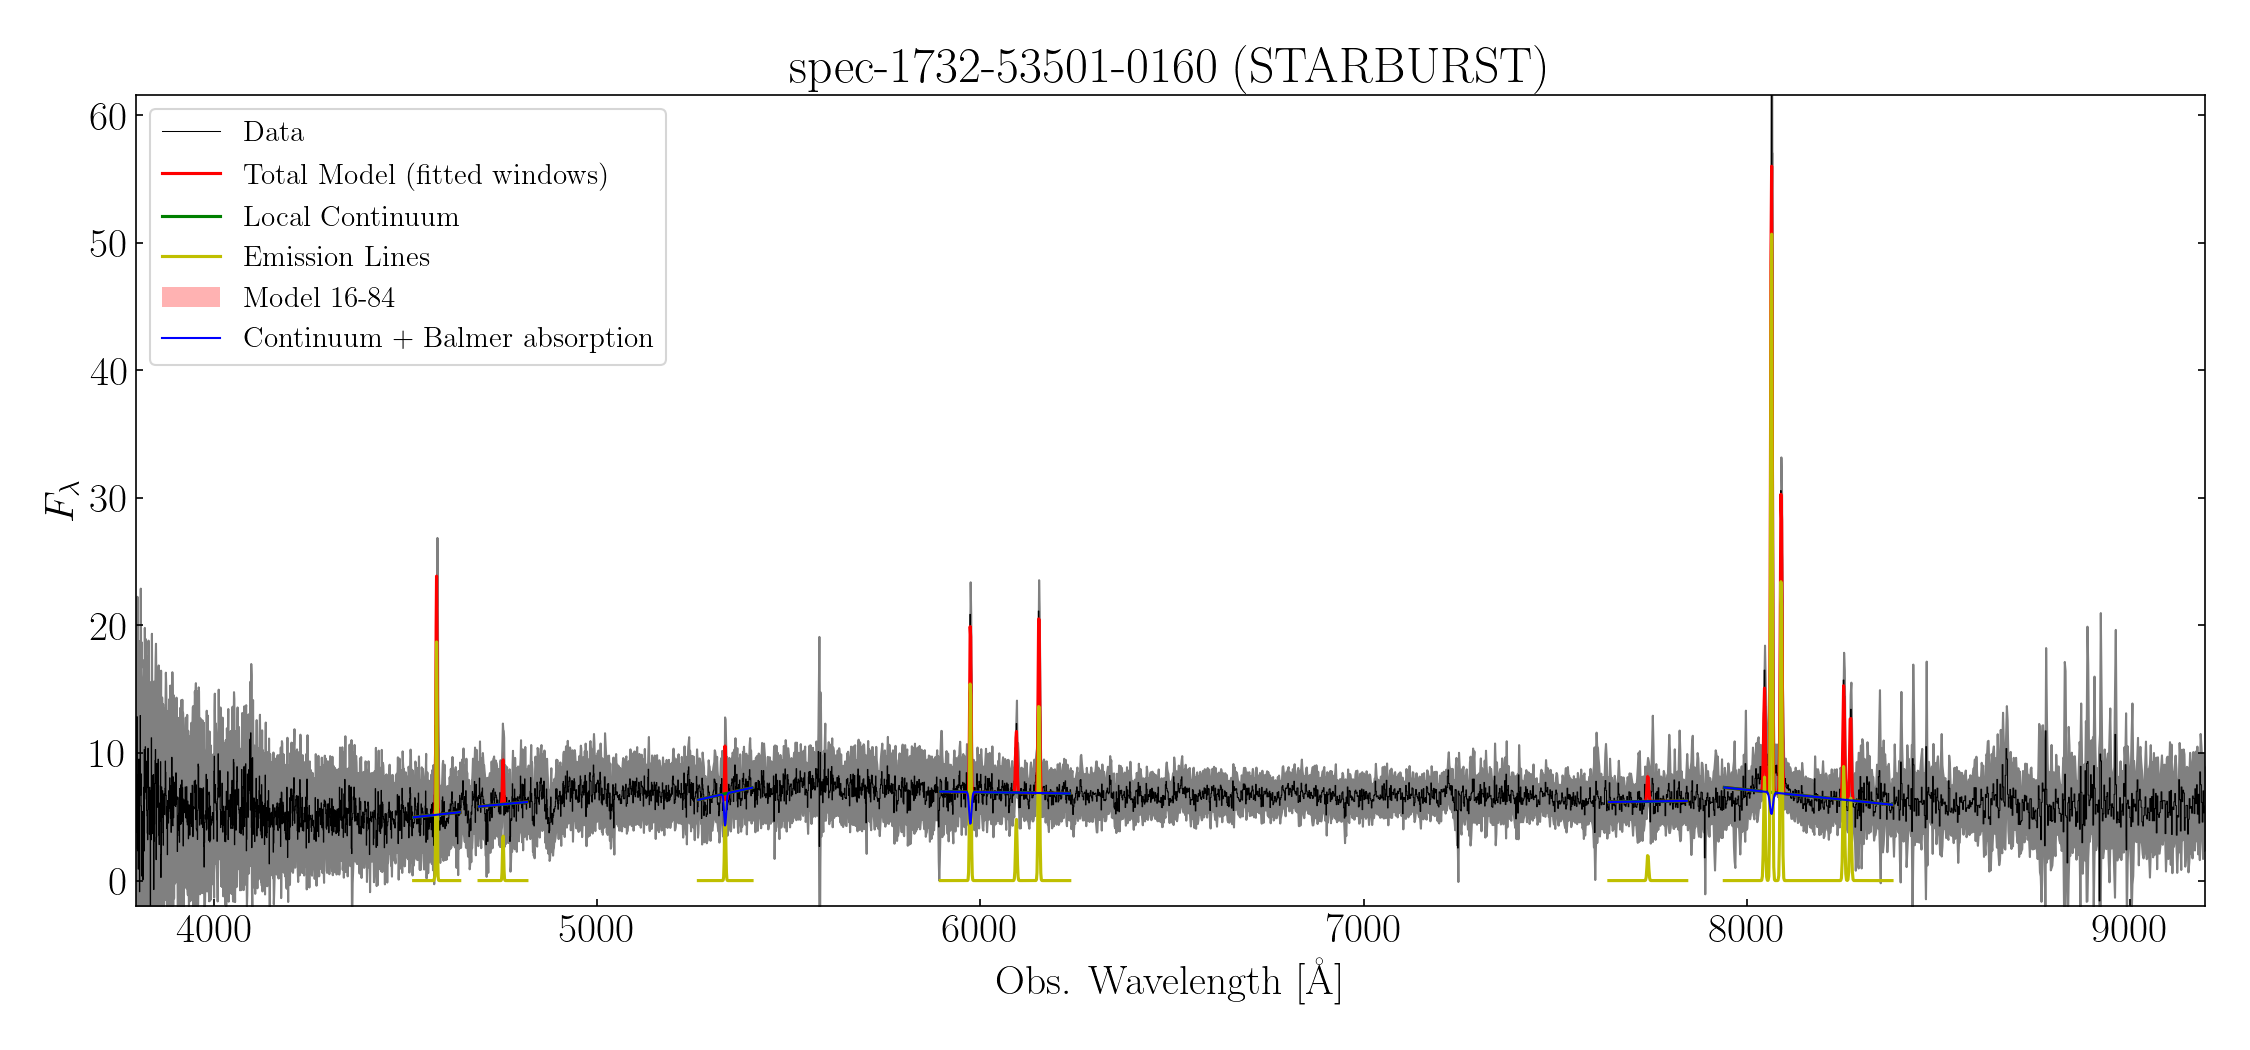 spec-1732-53501-0160 (STARBURST)
60
50
40
30
20
10
0
Data
Total Model (fitted windows)
Local Continuum
Emission Lines
Model 16-84
Continuum + Balmer absorption
Fλ
4000
5000
6000
7000
8000
9000
Obs. Wavelength [Å]